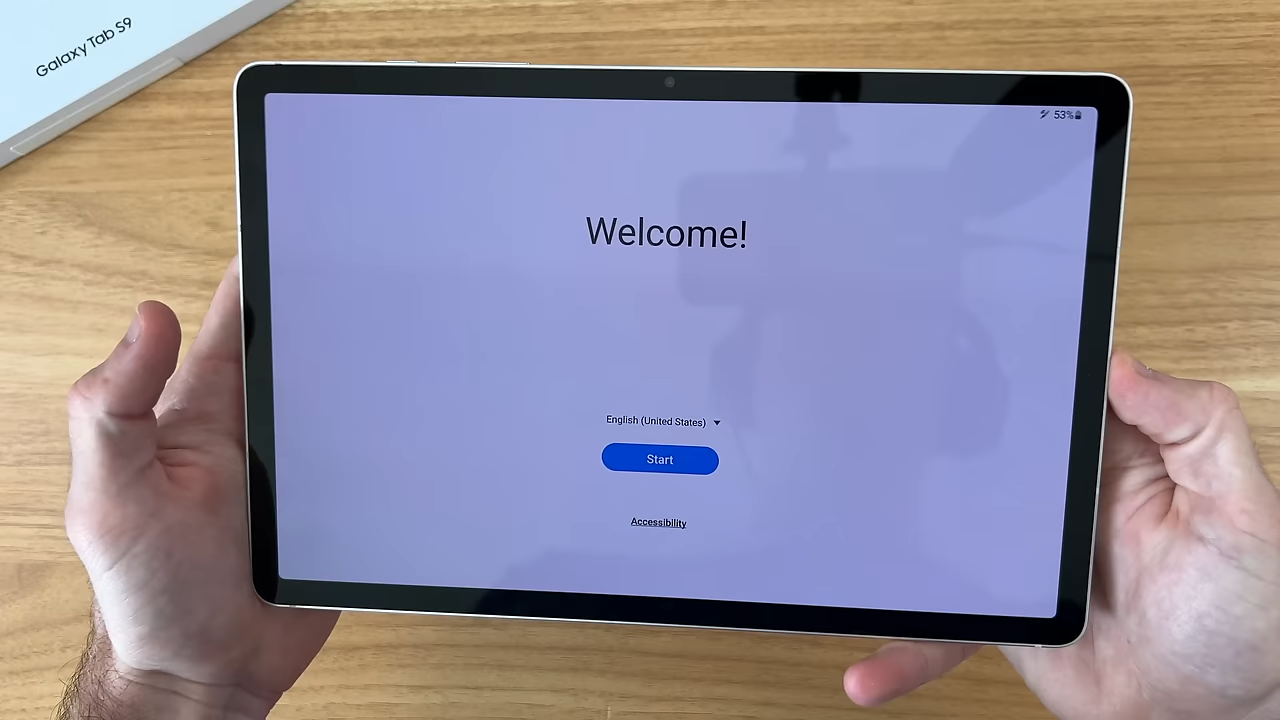 Galaxy Tab S9
53%
Welcome!
English (United States)
Start
Accessibility